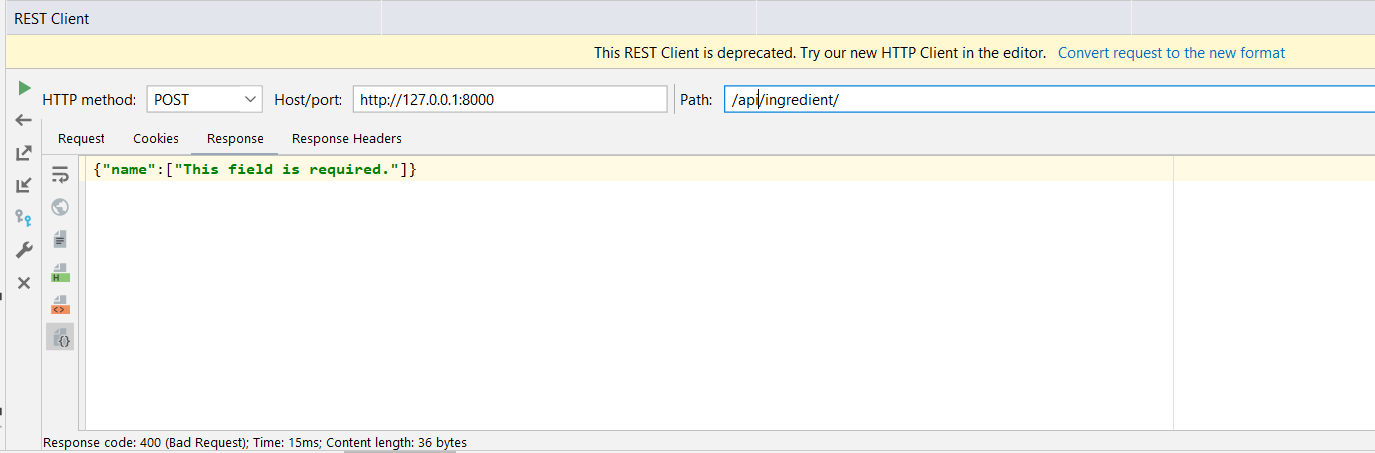 REST Client
This REST Client is deprecated. Try our new HTTP Client in the editor. Convert request to the new format
HTTP method: POST Host/port: http://127.0.0.1:8000 Path: /api/ingredient/
Request Cookies Response Response Headers
{"name":["This field is required."]}
H
<>
{}
Response code: 400 (Bad Request); Time: 15ms; Content length: 36 bytes